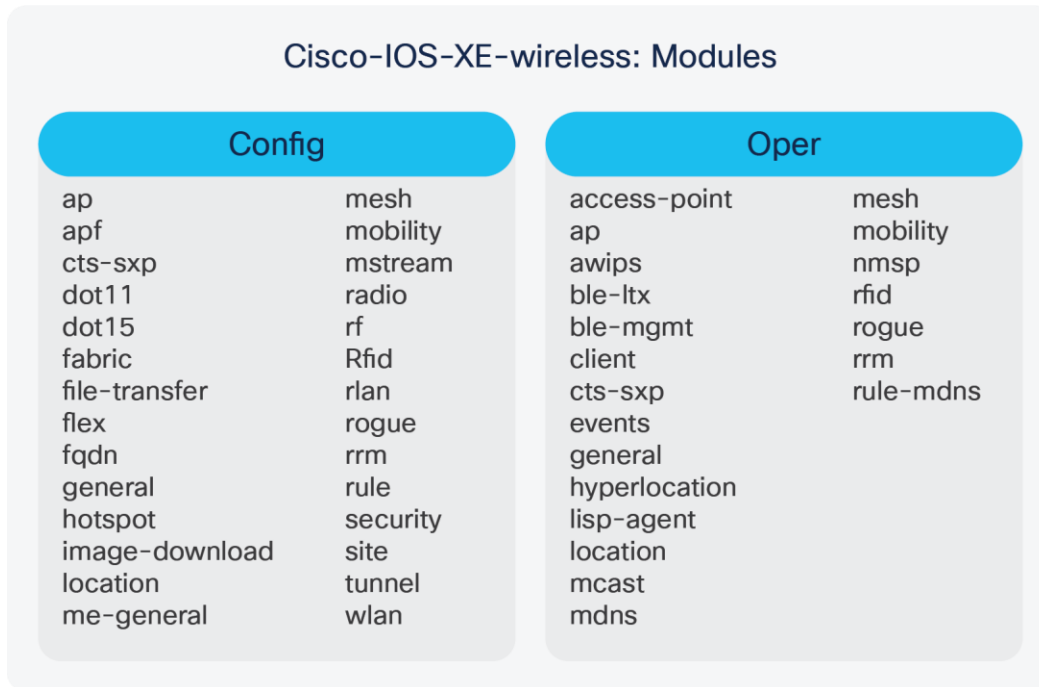 Cisco-IOS-XE-wireless: Modules
Config
ap
apf
cts-sxp
dot11
dot15
fabric
file-transfer
flex
fqdn
general
hotspot
image-download
location
me-general
mesh
mobility
mstream
radio
rf
Rfid
rlan
rogue
rrm
rule
security
site
tunnel
wlan
Oper
access-point
ap
awips
ble-ltx
ble-mgmt
client
cts-sxp
events
general
hyperlocation
lisp-agent
location
mcast
mdns
mesh
mobility
nmsp
rfid
rogue
rrm
rule-mdns